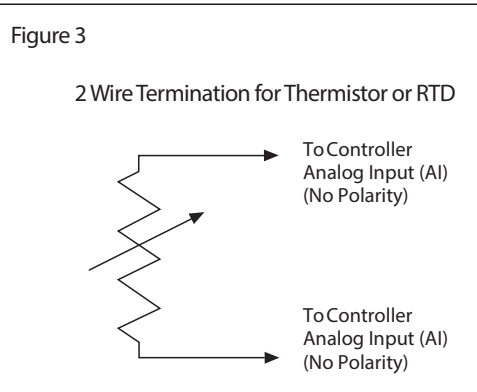 Figure 3
2 Wire Termination for Thermistor or RTD
To Controller
Analog Input (AI)
(No Polarity)
To Controller
Analog Input (AI)
(No Polarity)